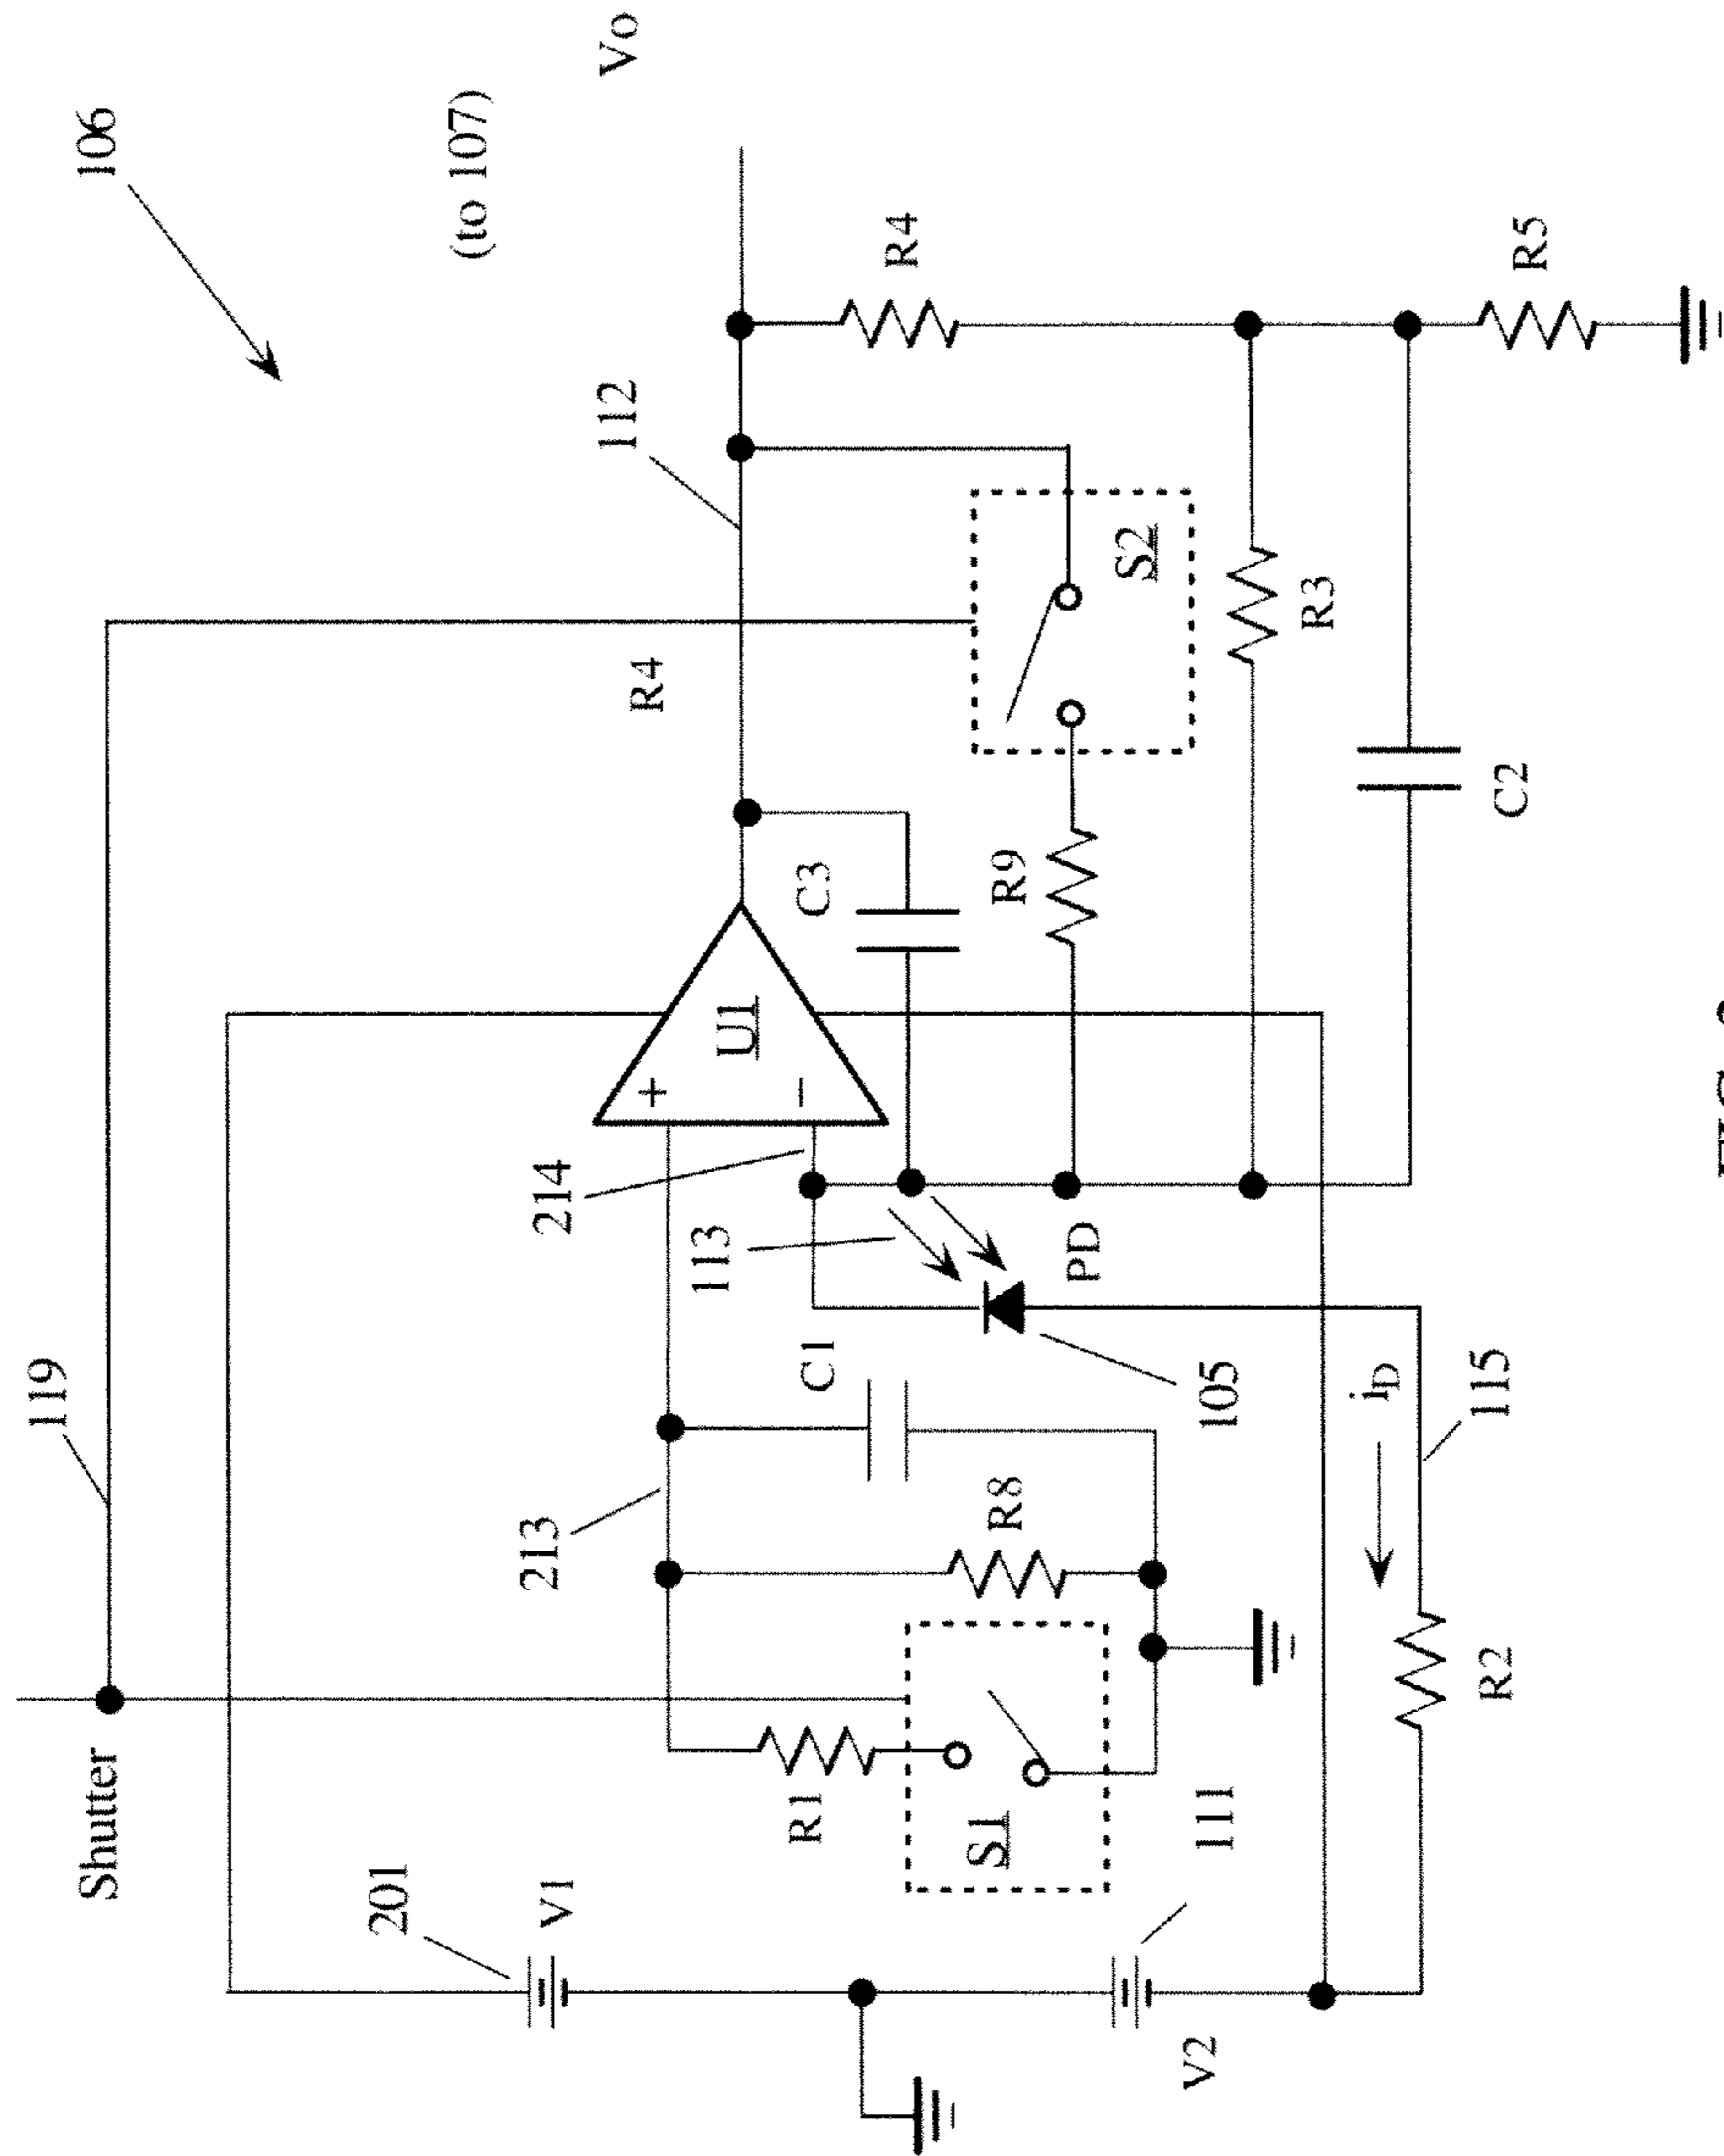 106
(to 107)
Vo
119
Shutter
112
R4
R4
R5
S2
R3
C2
C3
R9
U1
+
−
214
113
PD
105
C1
213
R8
iD
115
R2
R1
S1
111
201
V1
V2